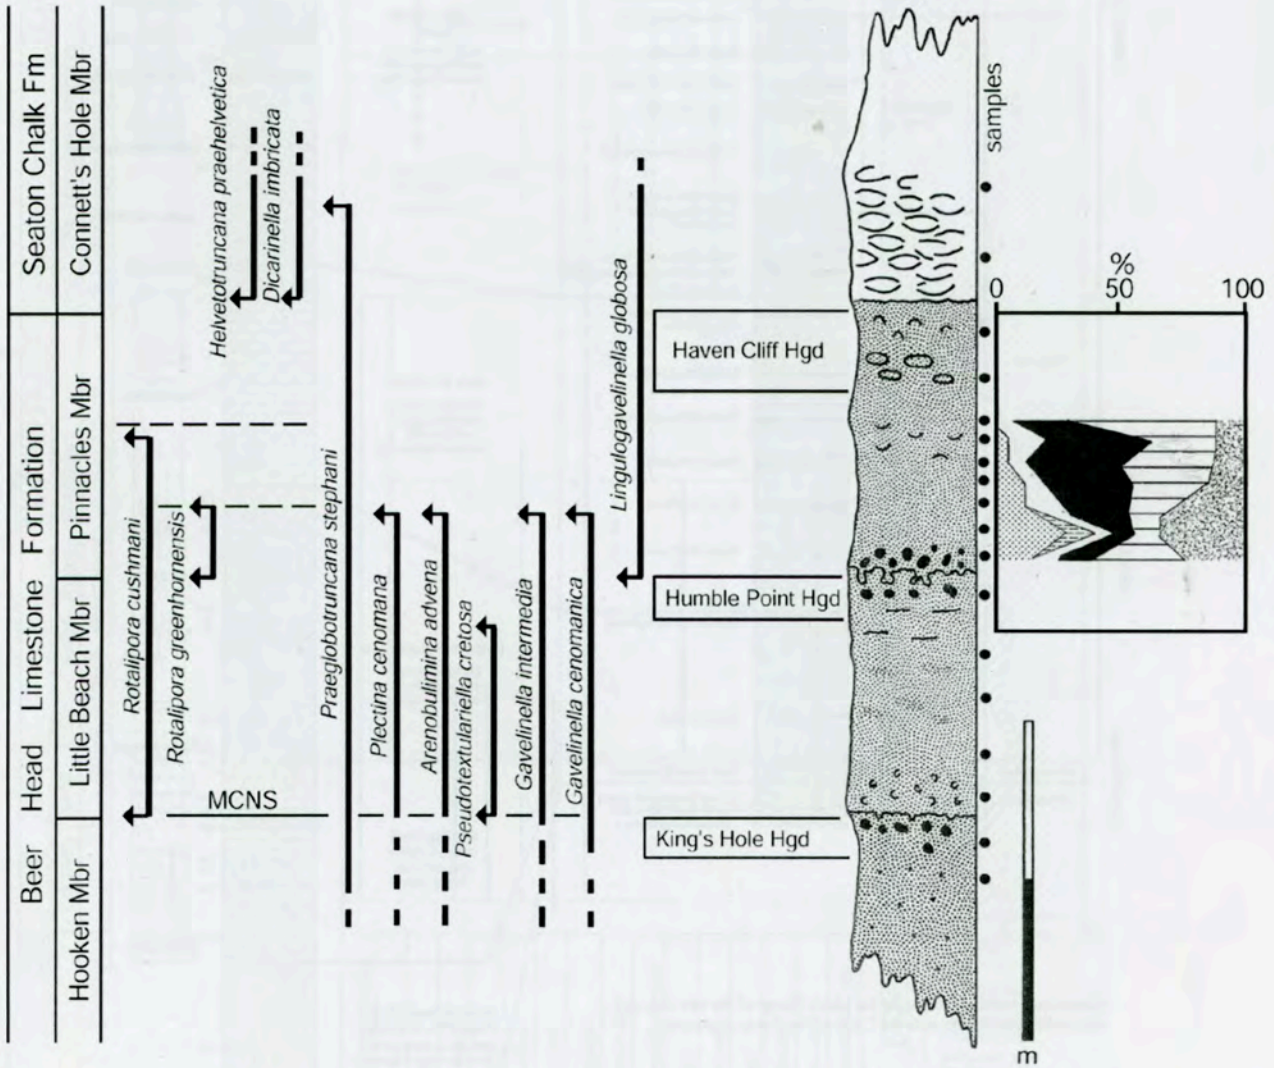 Seaton Chalk Fm
Beer Head Limestone Formation
Connett's Hole Mbr
Pinnacles Mbr
Little Beach Mbr
Hooken Mbr
Rotalipora cushmani
Rotalipora greenhornensis
Helvetotruncana praehelvetica
Dicarinella imbricata
Praeglobotruncana stephani
Plectina cenomana
Arenobulimina advena
Pseudotextulariella cretosa
Gavelinella intermedia
Gavelinella cenomanica
Lingulogavelinella globosa
MCNS
Haven Cliff Hgd
Humble Point Hgd
King's Hole Hgd
samples
%
0 50 100
m